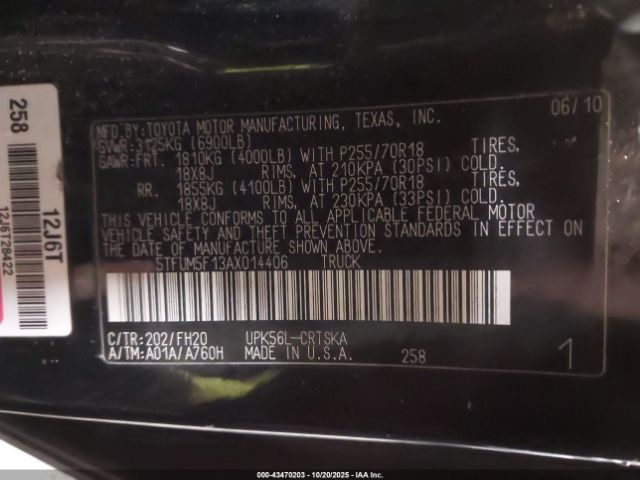 258
12J6T
12J6T28422
06/10
MFD.BY:TOYOTA MOTOR MANUFACTURING, TEXAS, INC.
GVWR:3125KG (6900LB)
GAWR:FRT. 1810KG (4000LB) WITH P255/70R18 TIRES,
18X8J RIMS, AT 210KPA (30PSI) COLD.
RR. 1855KG (4100LB) WITH P255/70R18 TIRES,
18X8J RIMS, AT 230KPA (33PSI) COLD.
THIS VEHICLE CONFORMS TO ALL APPLICABLE FEDERAL MOTOR
VEHICLE SAFETY AND THEFT PREVENTION STANDARDS IN EFFECT ON
THE DATE OF MANUFACTURE SHOWN ABOVE.
5TFUM5F13AX014406 TRUCK
C/TR:202/FH20 UPK56L-CRTSKA
A/TM:A01A/A760H MADE IN U.S.A. 258 1
000-43470203 - 10/20/2025 - IAA Inc.